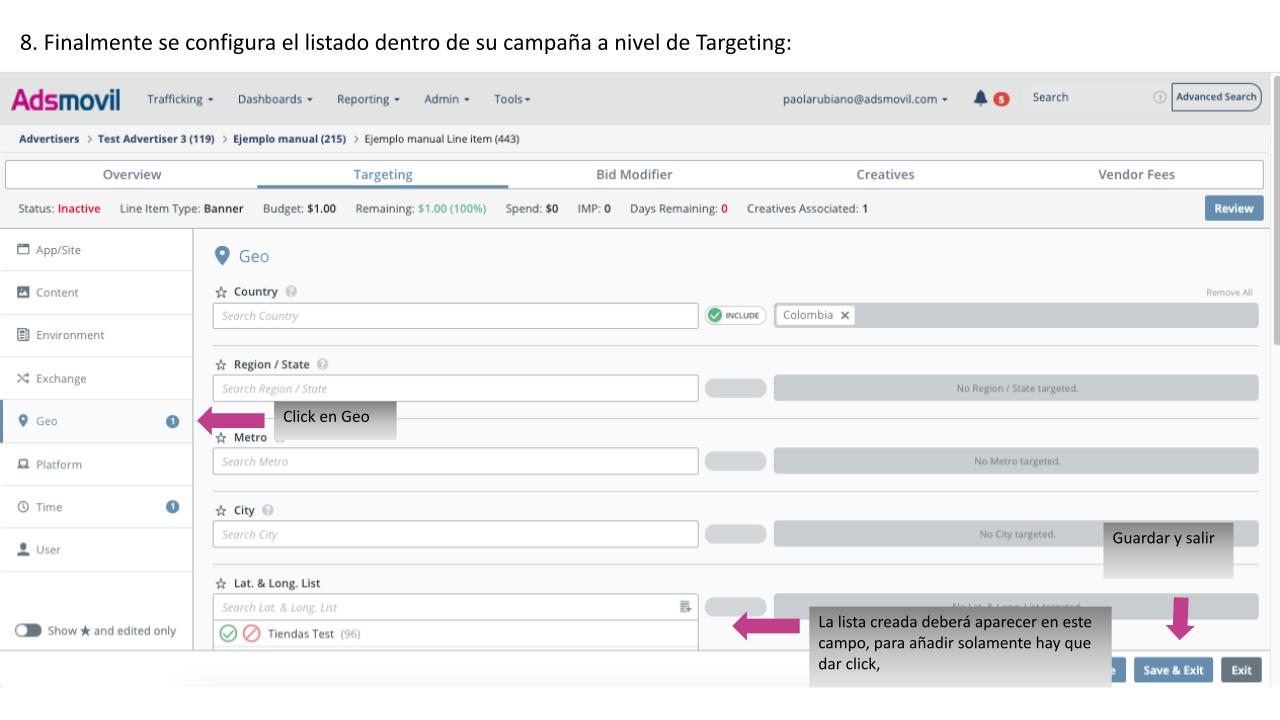 8. Finalmente se configura el listado dentro de su campaña a nivel de Targeting:
Adsmovil Trafficking Dashboards Reporting Admin Tools paolarubiano@adsmovil.com 5 Search Advanced Search
Advertisers > Test Advertiser 3 (119) > Ejemplo manual (215) > Ejemplo manual Line item (443)
Overview Targeting Bid Modifier Creatives Vendor Fees
Status: Inactive Line Item Type: Banner Budget: $1.00 Remaining: $1.00 (100%) Spend: $0 IMP: 0 Days Remaining: 0 Creatives Associated: 1 Review
App/Site
Content
Environment
Exchange
Geo 1
Platform
Time 1
User
Show ★ and edited only
Geo
Country Remove All
Search Country INCLUDE Colombia
Region / State
Search Region / State No Region / State targeted.
Click en Geo
Metro
Search Metro No Metro targeted.
City
Search City No City targeted.
Guardar y salir
Lat. & Long. List
Search Lat. & Long. List No Lat. & Long. List targeted.
Tiendas Test (96)
La lista creada deberá aparecer en este
campo, para añadir solamente hay que
dar click,
Save & Exit Exit